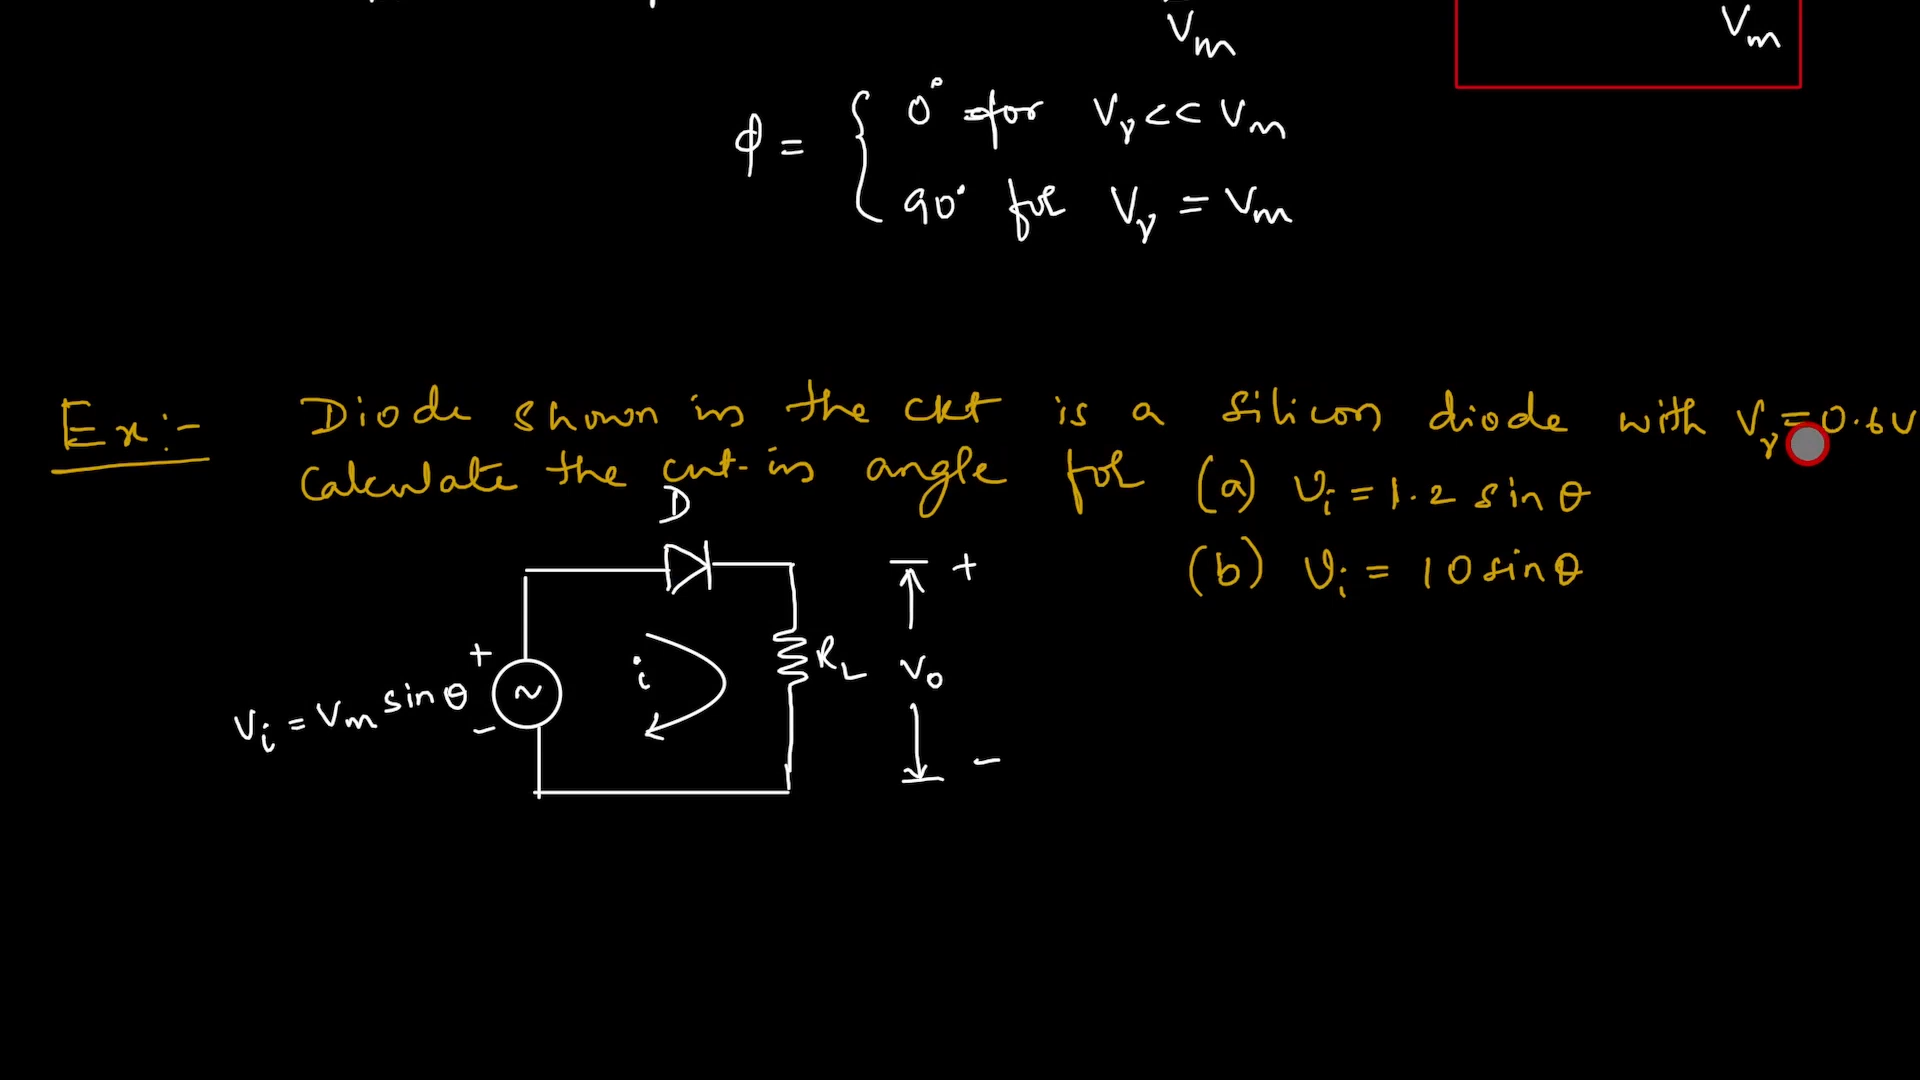 Vm
Vm
φ = { 0° for Vγ << Vm
90° for Vγ = Vm
Ex:- Diode shown in the ckt is a silicon diode with Vγ = 0.6V
Calculate the cut-in angle for (a) Vi = 1.2 sin θ
(b) Vi = 10 sin θ
D
+
+
i
RL
Vo
Vi = Vm sin θ
~
-
-